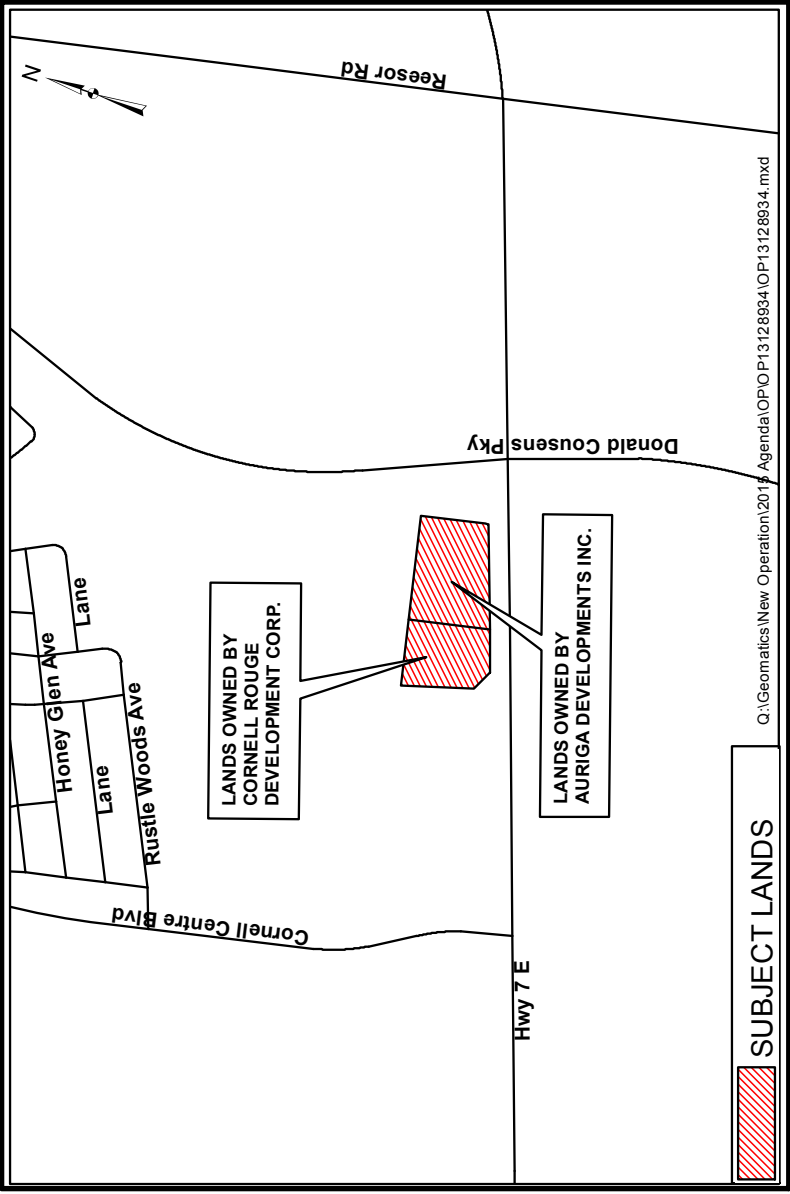 N
Reesor Rd
Donald Cousens Pky
Lane
Honey Glen Ave
Lane
Rustle Woods Ave
Cornell Centre Blvd
LANDS OWNED BY
CORNELL ROUGE
DEVELOPMENT CORP.
LANDS OWNED BY
AURIGA DEVELOPMENTS INC.
Hwy 7 E
SUBJECT LANDS
Q:\Geomatics\New Operation\2015 Agenda\OP\OP13128934\OP13128934.mxd